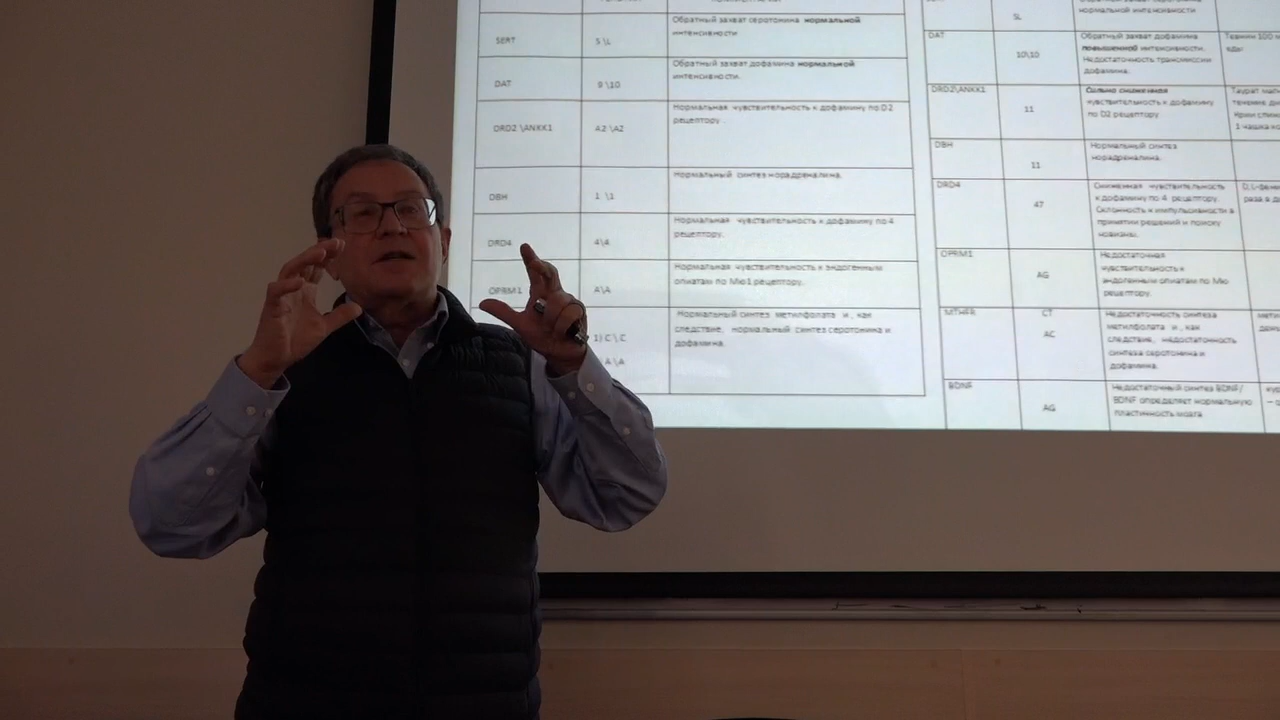 SERT
5 \L
Обратный захват серотонина нормальной
интенсивности
DAT
9 \10
Обратный захват дофамина нормальной
интенсивности.
DRD2 \ANKK1
A2 \A2
Нормальная чувствительность к дофамину по D2
рецептору .
DBH
1 \1
Нормальный синтез норадреналина.
DRD4
4\4
Нормальная чувствительность к дофамину по 4
рецептору.
OPRM1
A\A
Нормальная чувствительность к эндогенным
опиатам по Мю1 рецептору.
1) C \ C
A \A
Нормальный синтез метилфолата и , как
следствие, нормальный синтез серотонина и
дофамина.
SL
нормальной интенсивности
DAT
10\10
Обратный захват дофамина
повышенной интенсивности.
Недостаточность трансмиссии
дофамина.
DRD2\ANKK1
11
Сильно сниженная
чувствительность к дофамину
по D2 рецептору
DBH
11
Нормальный синтез
норадреналина.
DRD4
47
Сниженная чувствительность
к дофамину по 4 рецептору.
Склонность к импульсивности в
принятии решений и поиску
новизны.
OPRM1
AG
Недостаточная
чувствительность к
эндогенным опиатам по Мю
рецептору.
MTHFR
CT
AC
Недостаточность синтеза
метилфолата и , как
следствие, недостаточность
синтеза серотонина и
дофамина.
BDNF
AG
Недостаточный синтез BDNF/
BDNF определяет нормальную
пластичность мозга